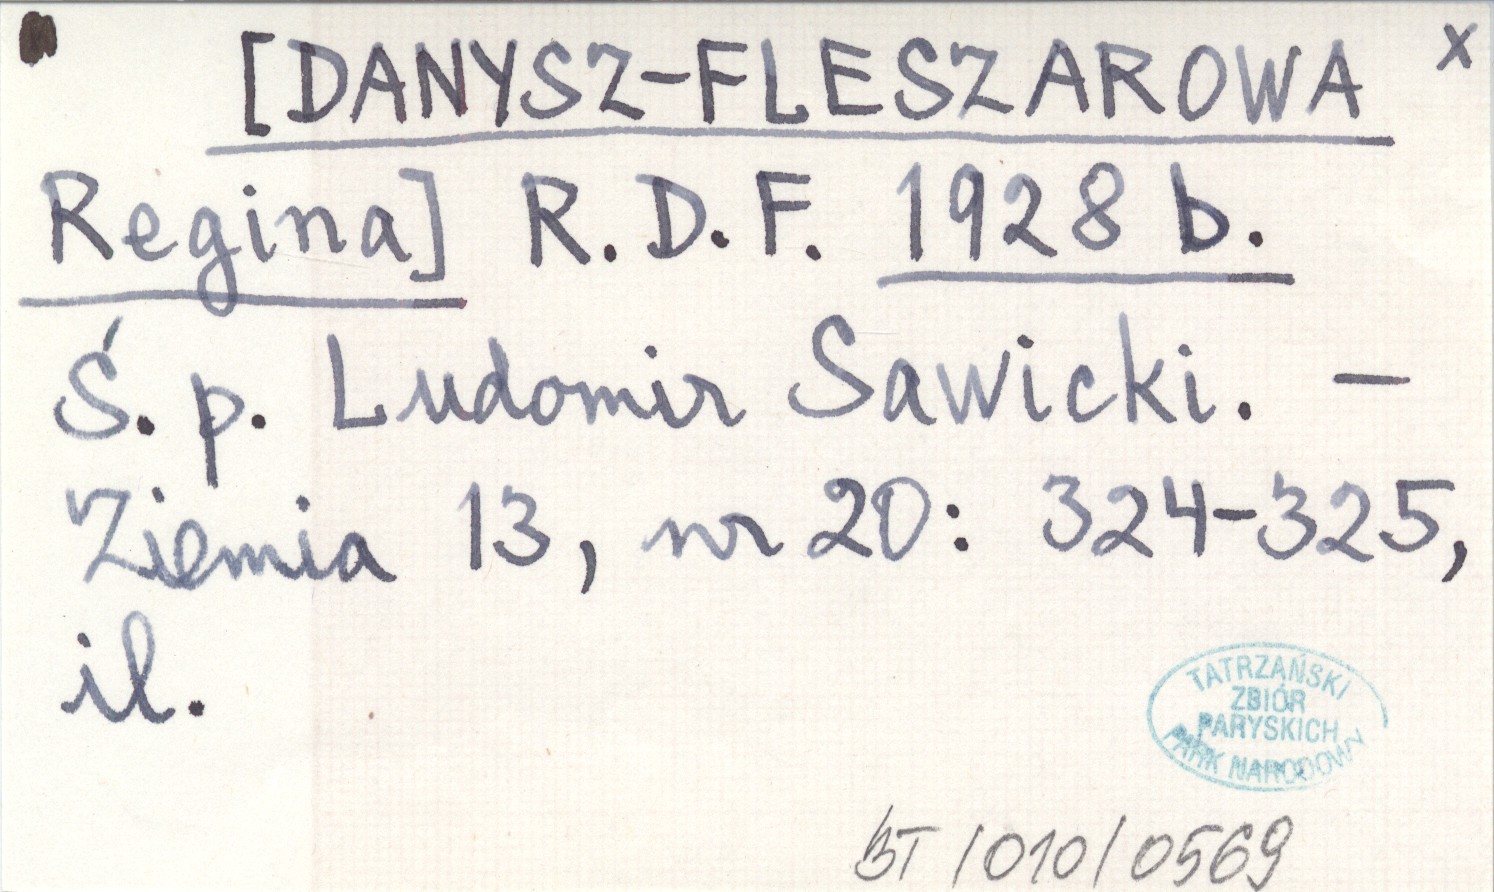 [DANYSZ-FLESZAROWA x
Regina] R. D. F. 1928 b.
Ś. p. Ludomir Sawicki. —
Ziemia 13, nr 20: 324-325,
il.
TATRZAŃSKI
ZBIÓR
PARYSKICH
PARK NARODOWY
BT/010/0569